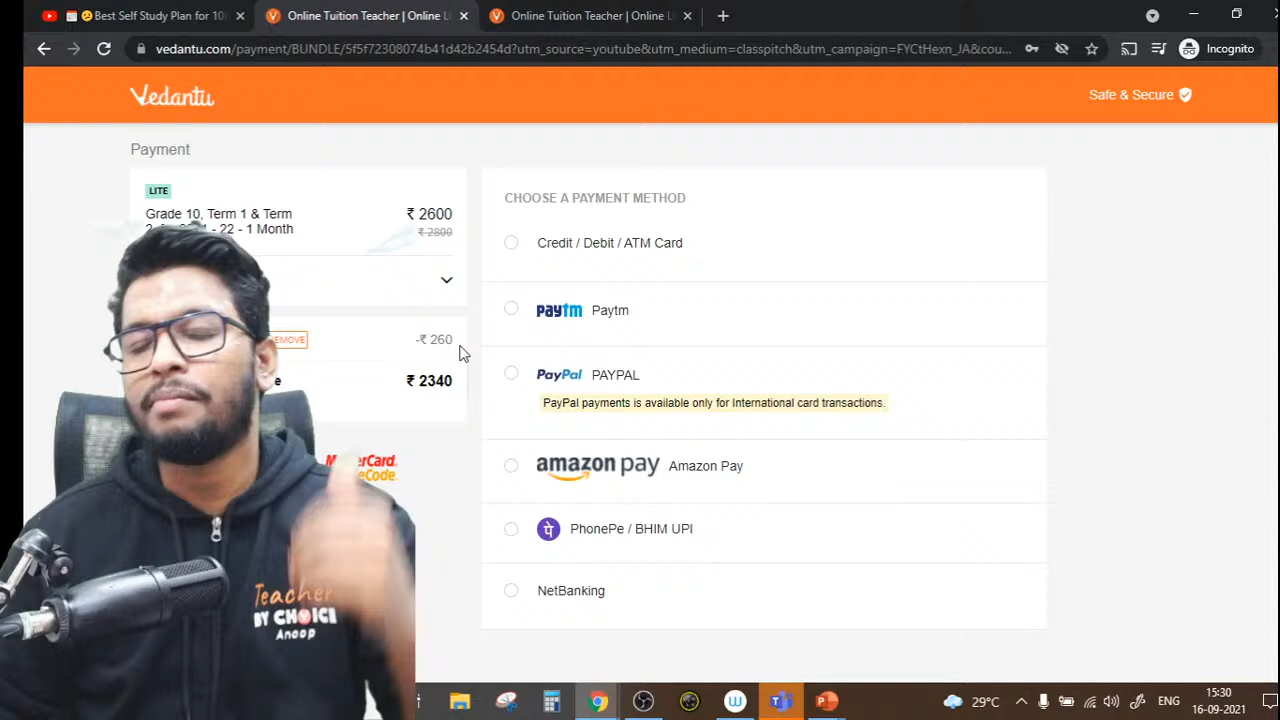 😕Best Self Study Plan for 10
Online Tuition Teacher | Online L
Online Tuition Teacher | Online L
vedantu.com/payment/BUNDLE/5f5f72308074b41d42b2454d?utm_source=youtube&utm_medium=classpitch&utm_campaign=FYCtHexn_JA&cou...
Incognito
Vedantu
Safe & Secure
Payment
LITE
Grade 10, Term 1 & Term
₹ 2600
- 22 - 1 Month
₹ 2800
EMOVE
-₹ 260
₹ 2340
CHOOSE A PAYMENT METHOD
Credit / Debit / ATM Card
paytm Paytm
PayPal PAYPAL
PayPal payments is available only for International card transactions.
amazon pay Amazon Pay
पे PhonePe / BHIM UPI
NetBanking
Teacher
BY CHOICE
Anoop
29°C
ENG
15:30
16-09-2021